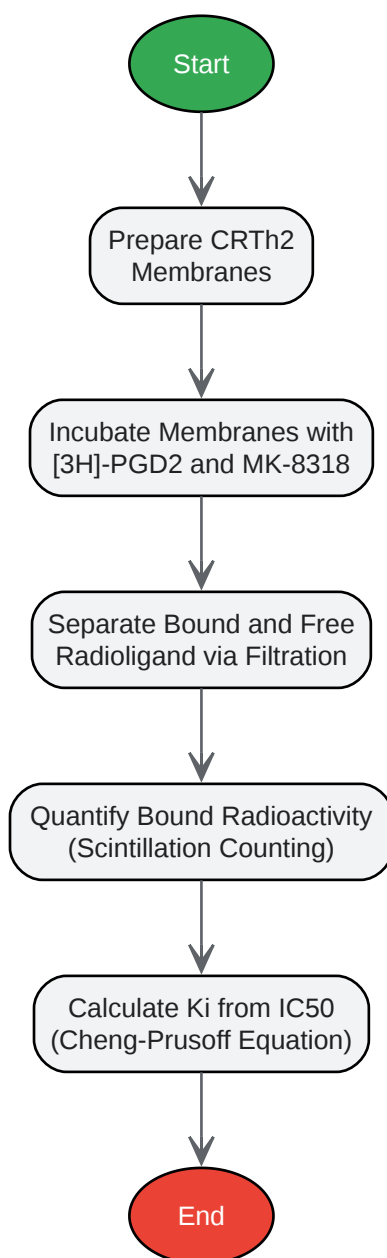 Start
Prepare CRTh2
Membranes
Incubate Membranes with
[3H]-PGD2 and MK-8318
Separate Bound and Free
Radioligand via Filtration
Quantify Bound Radioactivity
(Scintillation Counting)
Calculate Ki from IC50
(Cheng-Prusoff Equation)
End